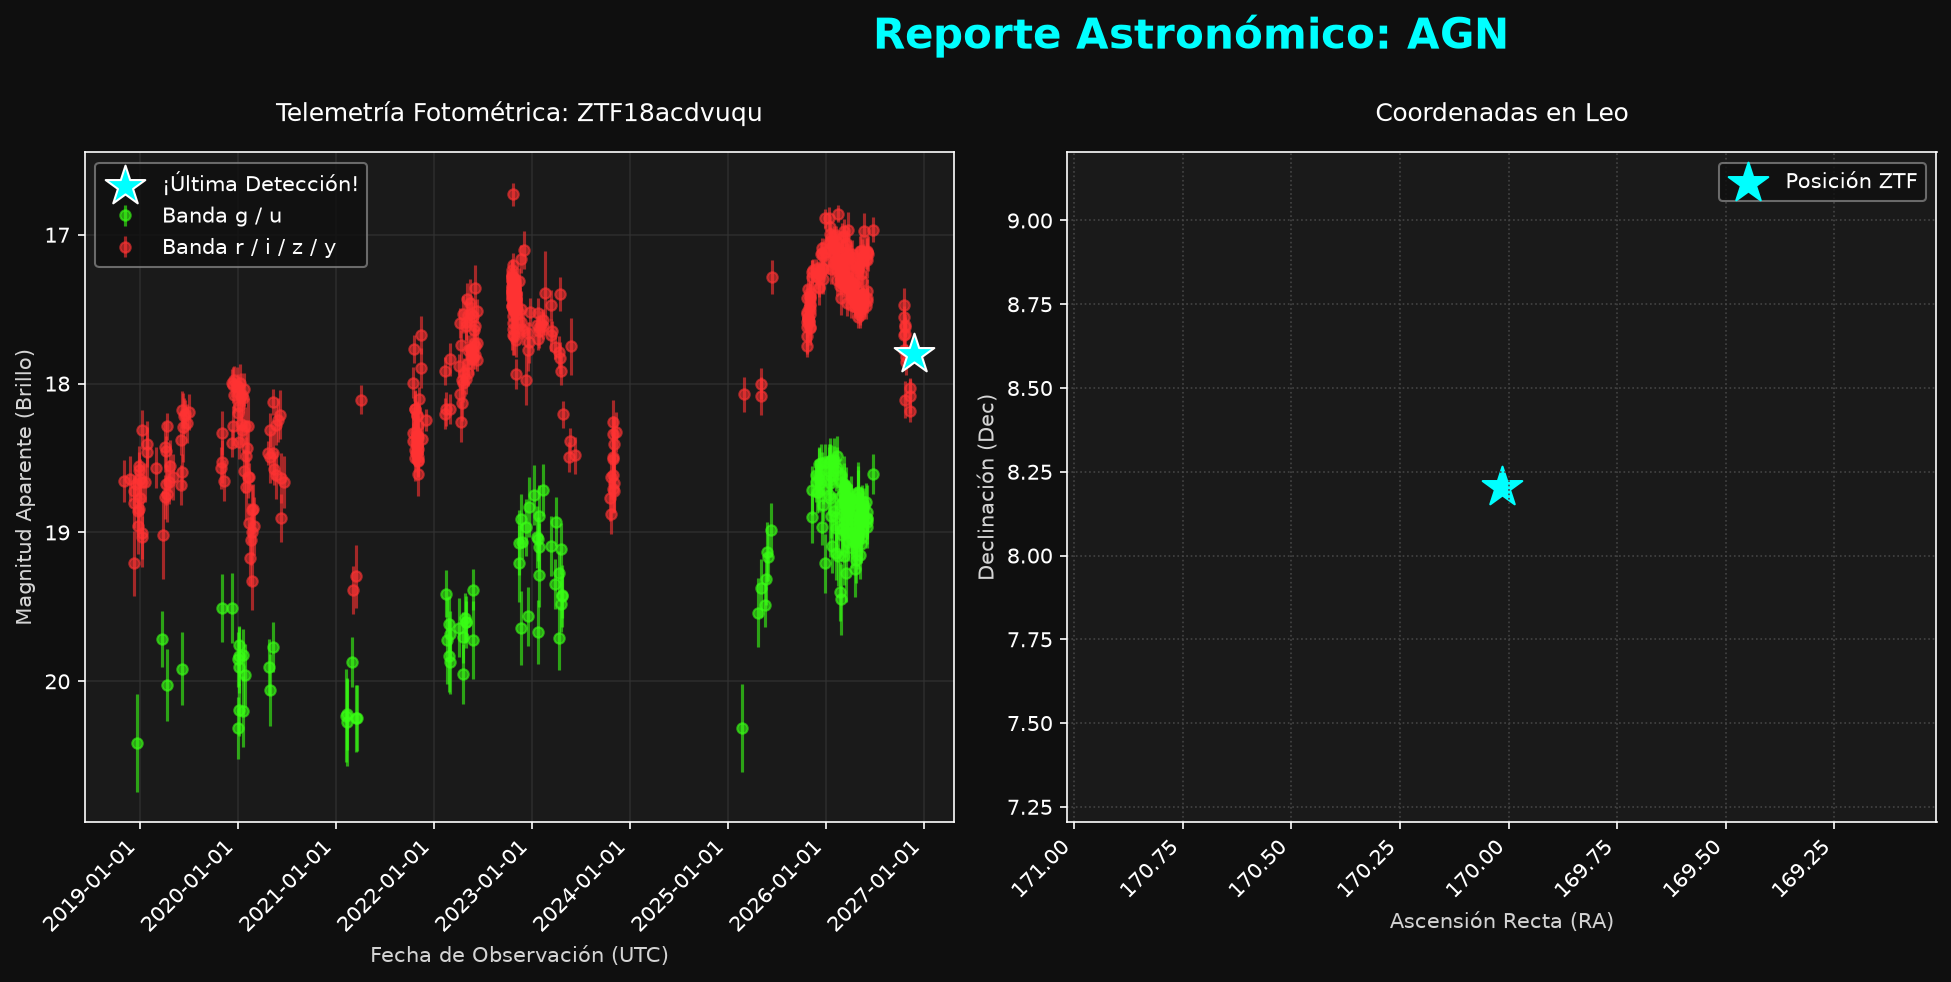 Reporte Astronómico: AGN
Telemetría Fotométrica: ZTF18acdvuqu
¡Última Detección!
Banda g / u
Banda r / i / z / y
Magnitud Aparente (Brillo)
17
18
19
20
2019-01-01
2020-01-01
2021-01-01
2022-01-01
2023-01-01
2024-01-01
2025-01-01
2026-01-01
2027-01-01
Fecha de Observación (UTC)
Coordenadas en Leo
Posición ZTF
Declinación (Dec)
9.00
8.75
8.50
8.25
8.00
7.75
7.50
7.25
171.00
170.75
170.50
170.25
170.00
169.75
169.50
169.25
Ascensión Recta (RA)